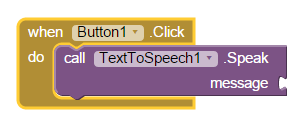 when Button1 .Click
do call TextToSpeech1 .Speak
message